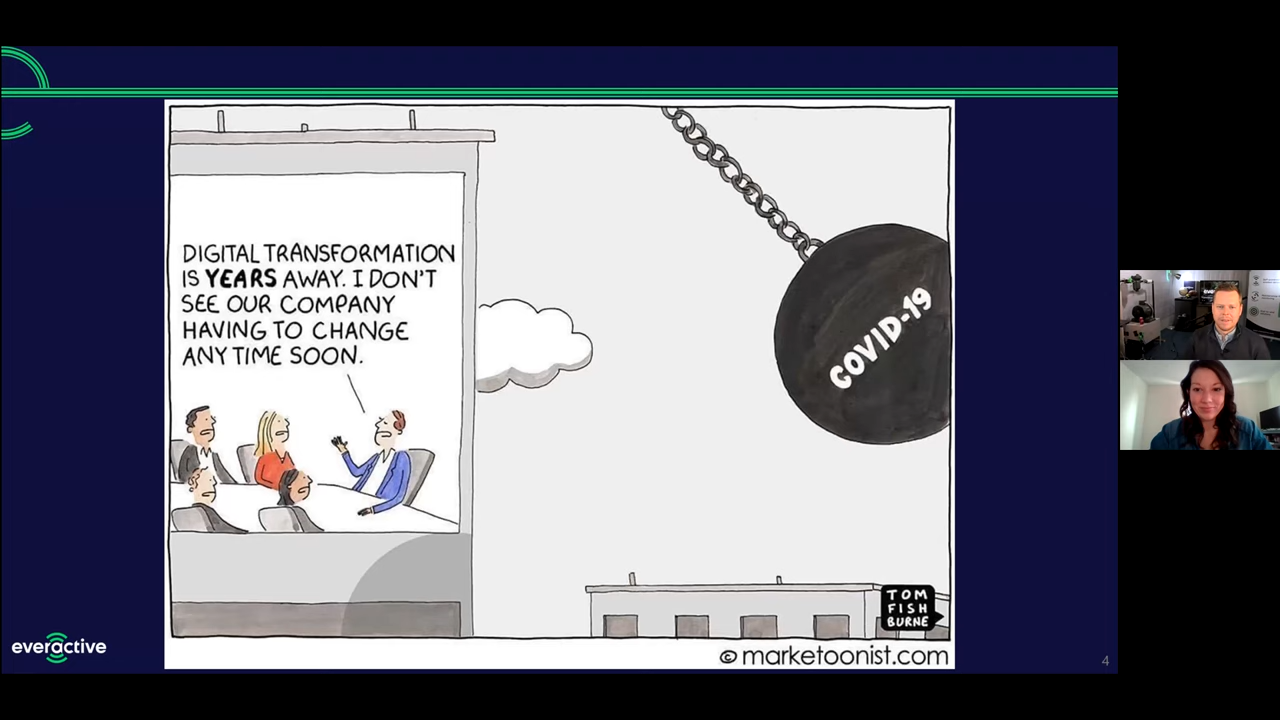 DIGITAL TRANSFORMATION
IS YEARS AWAY. I DON'T
SEE OUR COMPANY
HAVING TO CHANGE
ANY TIME SOON.
COVID-19
TOM
FISH
BURNE
© marketoonist.com
everactive
4